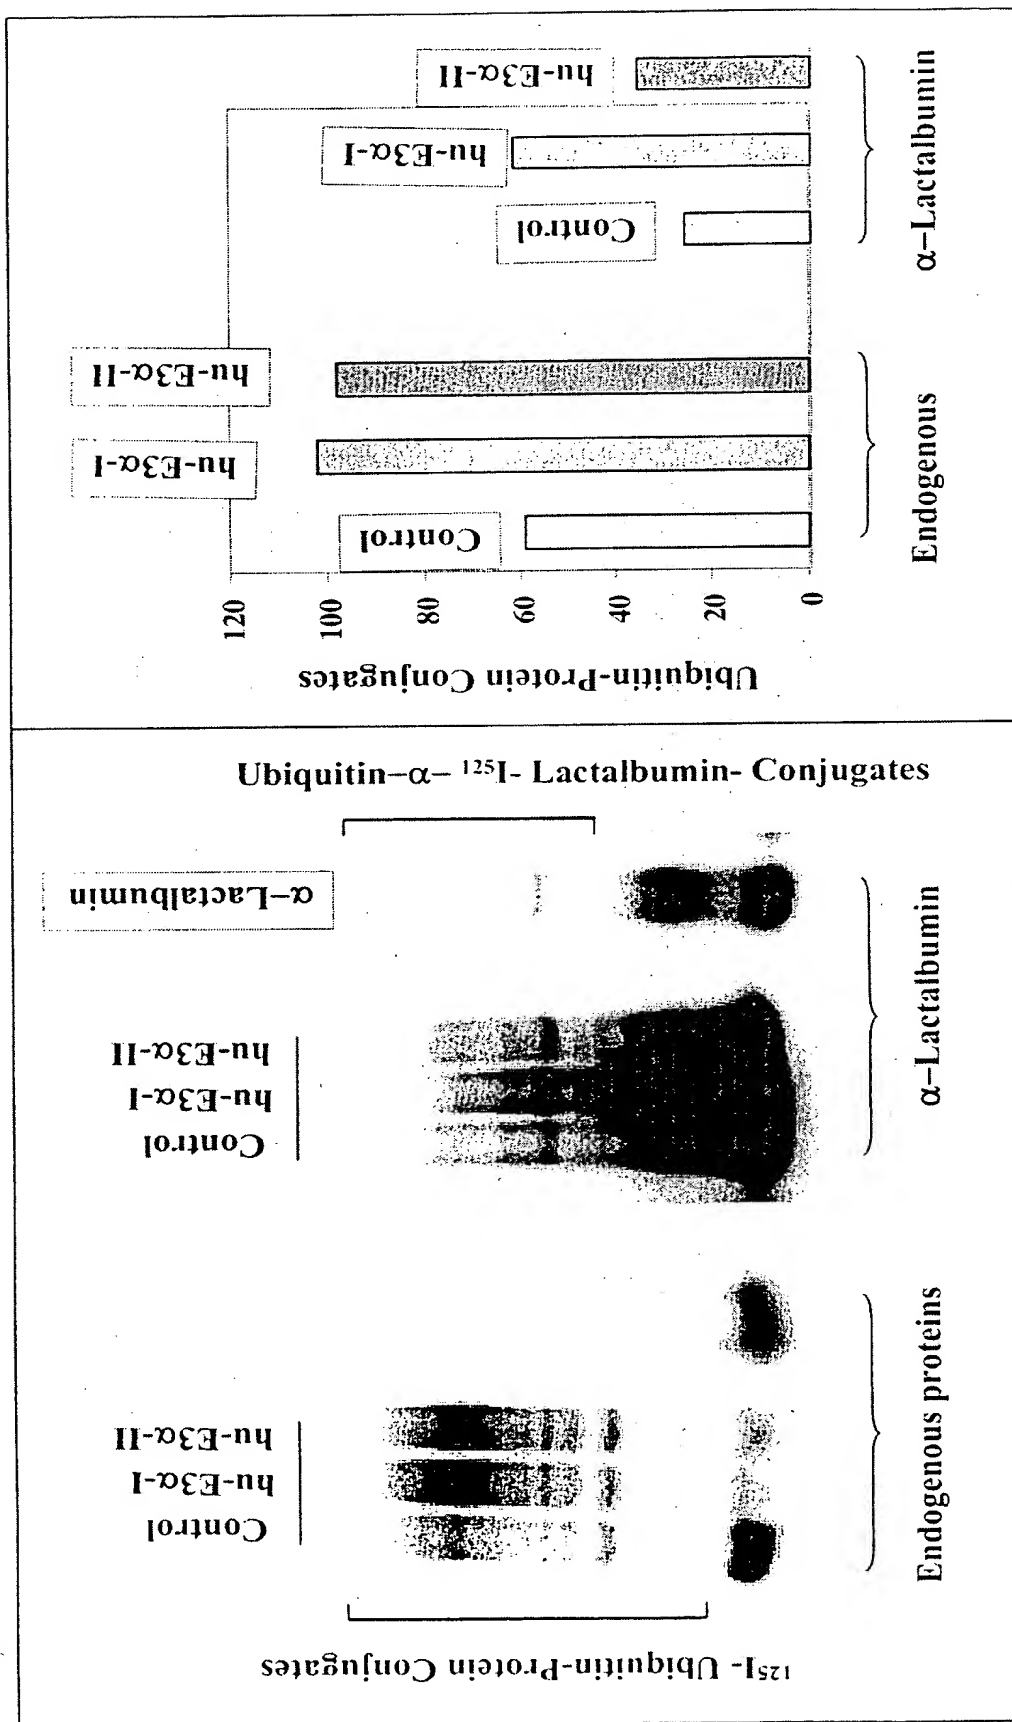 Ubiquitin-Protein Conjugates
120
100
80
60
40
20
0
Control
hu-E3α-I
hu-E3α-II
Control
hu-E3α-I
hu-E3α-II
Endogenous
α–Lactalbumin
¹²⁵I- Ubiquitin-Protein Conjugates
Control
hu-E3α-I
hu-E3α-II
Control
hu-E3α-I
hu-E3α-II
α–Lactalbumin
Ubiquitin–α– ¹²⁵I- Lactalbumin- Conjugates
Endogenous proteins
α–Lactalbumin